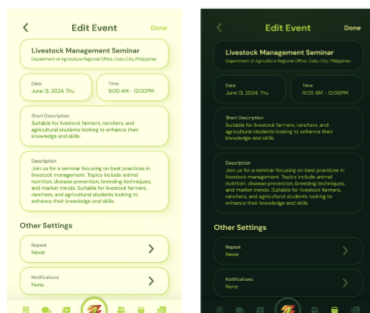 Edit Event
Done
Livestock Management Seminar
Department of Agriculture Regional Office, Cebu City, Philippines
Date
June 13, 2024, Thu
Time
9:00 AM - 12:00PM
Short Description
Suitable for livestock farmers, ranchers, and
agricultural students looking to enhance their
knowledge and skills.
Description
Join us for a seminar focusing on best practices in
livestock management. Topics include animal
nutrition, disease prevention, breeding techniques,
and market trends. Suitable for livestock farmers,
ranchers, and agricultural students looking to
enhance their knowledge and skills.
Other Settings
Repeat
Never
Notifications
None
Edit Event
Done
Livestock Management Seminar
Department of Agriculture Regional Office, Cebu City, Philippines
Date
June 13, 2024, Thu
Time
9:00 AM - 12:00PM
Short Description
Suitable for livestock farmers, ranchers, and
agricultural students looking to enhance their
knowledge and skills.
Description
Join us for a seminar focusing on best practices in
livestock management. Topics include animal
nutrition, disease prevention, breeding techniques,
and market trends. Suitable for livestock farmers,
ranchers, and agricultural students looking to
enhance their knowledge and skills.
Other Settings
Repeat
Never
Notifications
None